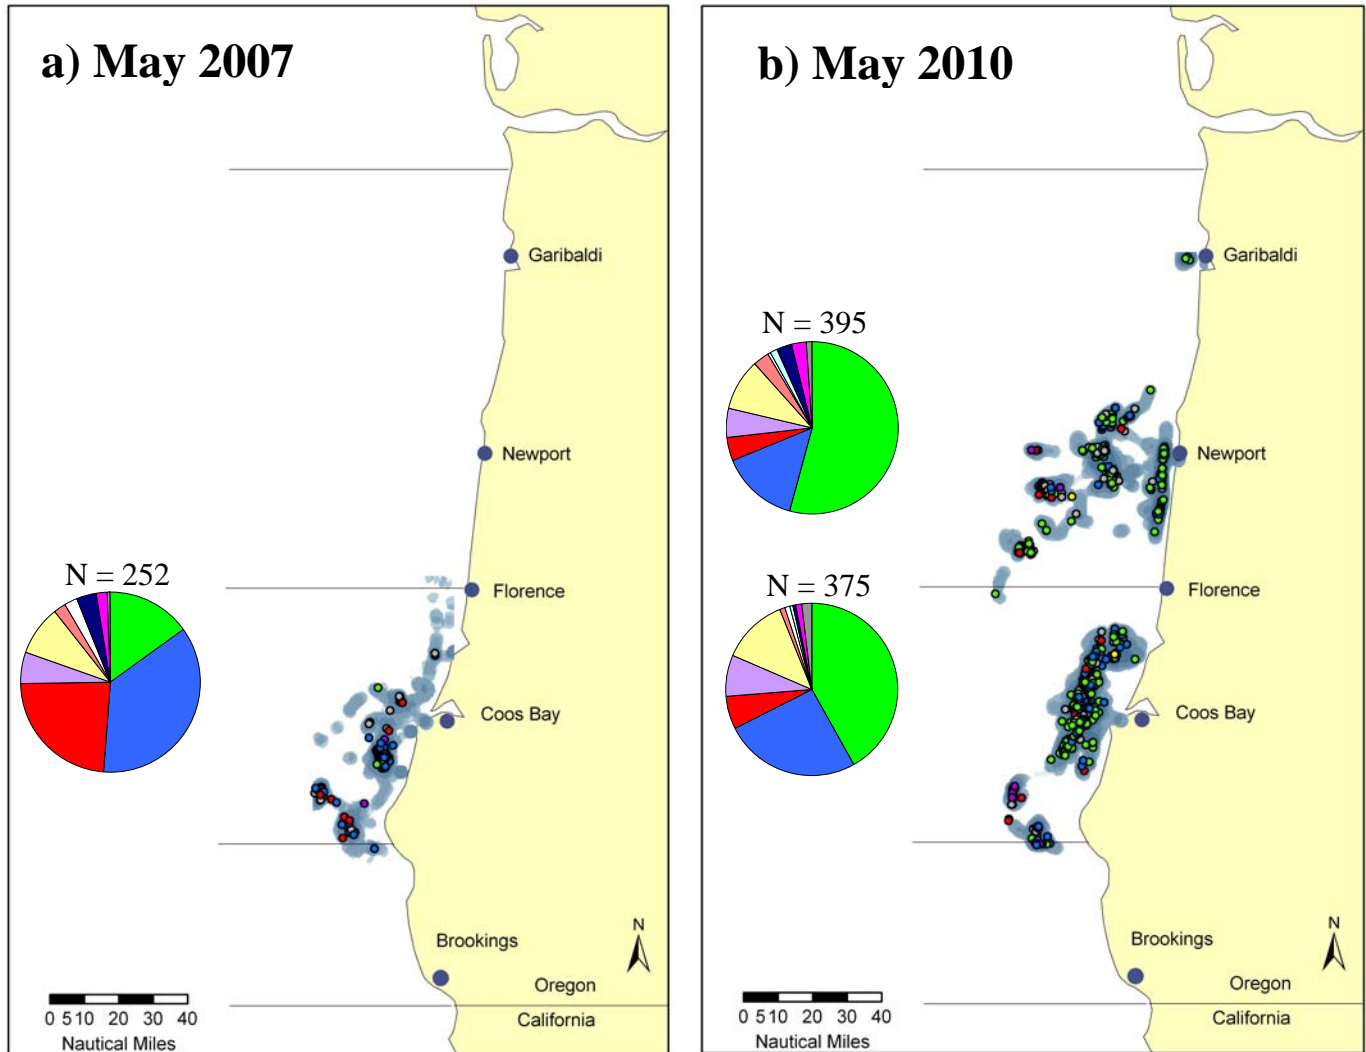 a) May 2007
Garibaldi
Newport
N = 252
Florence
Coos Bay
Brookings
N
Oregon
California
0 5 10 20 30 40
Nautical Miles
b) May 2010
Garibaldi
N = 395
Newport
N = 375
Florence
Coos Bay
Brookings
N
Oregon
California
0 5 10 20 30 40
Nautical Miles